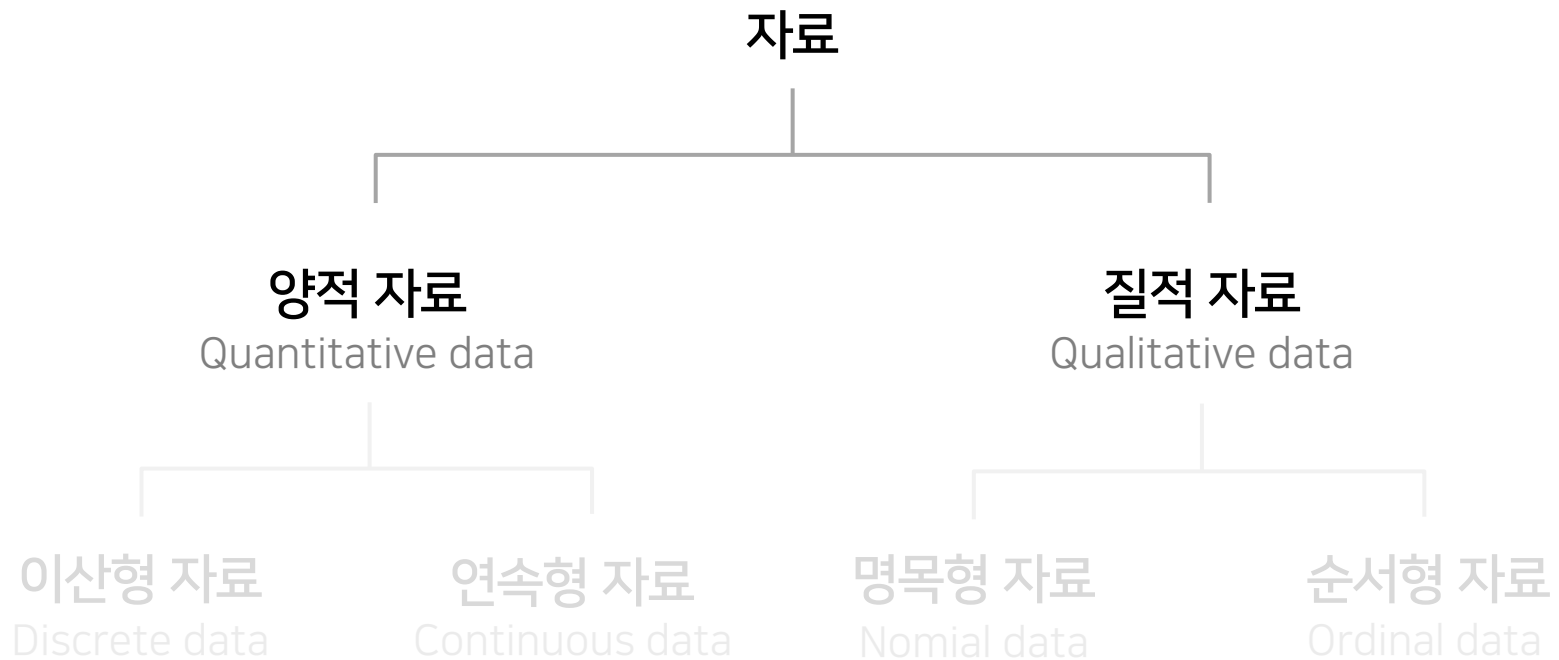 자료
양적 자료
Quantitative data
질적 자료
Qualitative data
이산형 자료
Discrete data
연속형 자료
Continuous data
명목형 자료
Nomial data
순서형 자료
Ordinal data